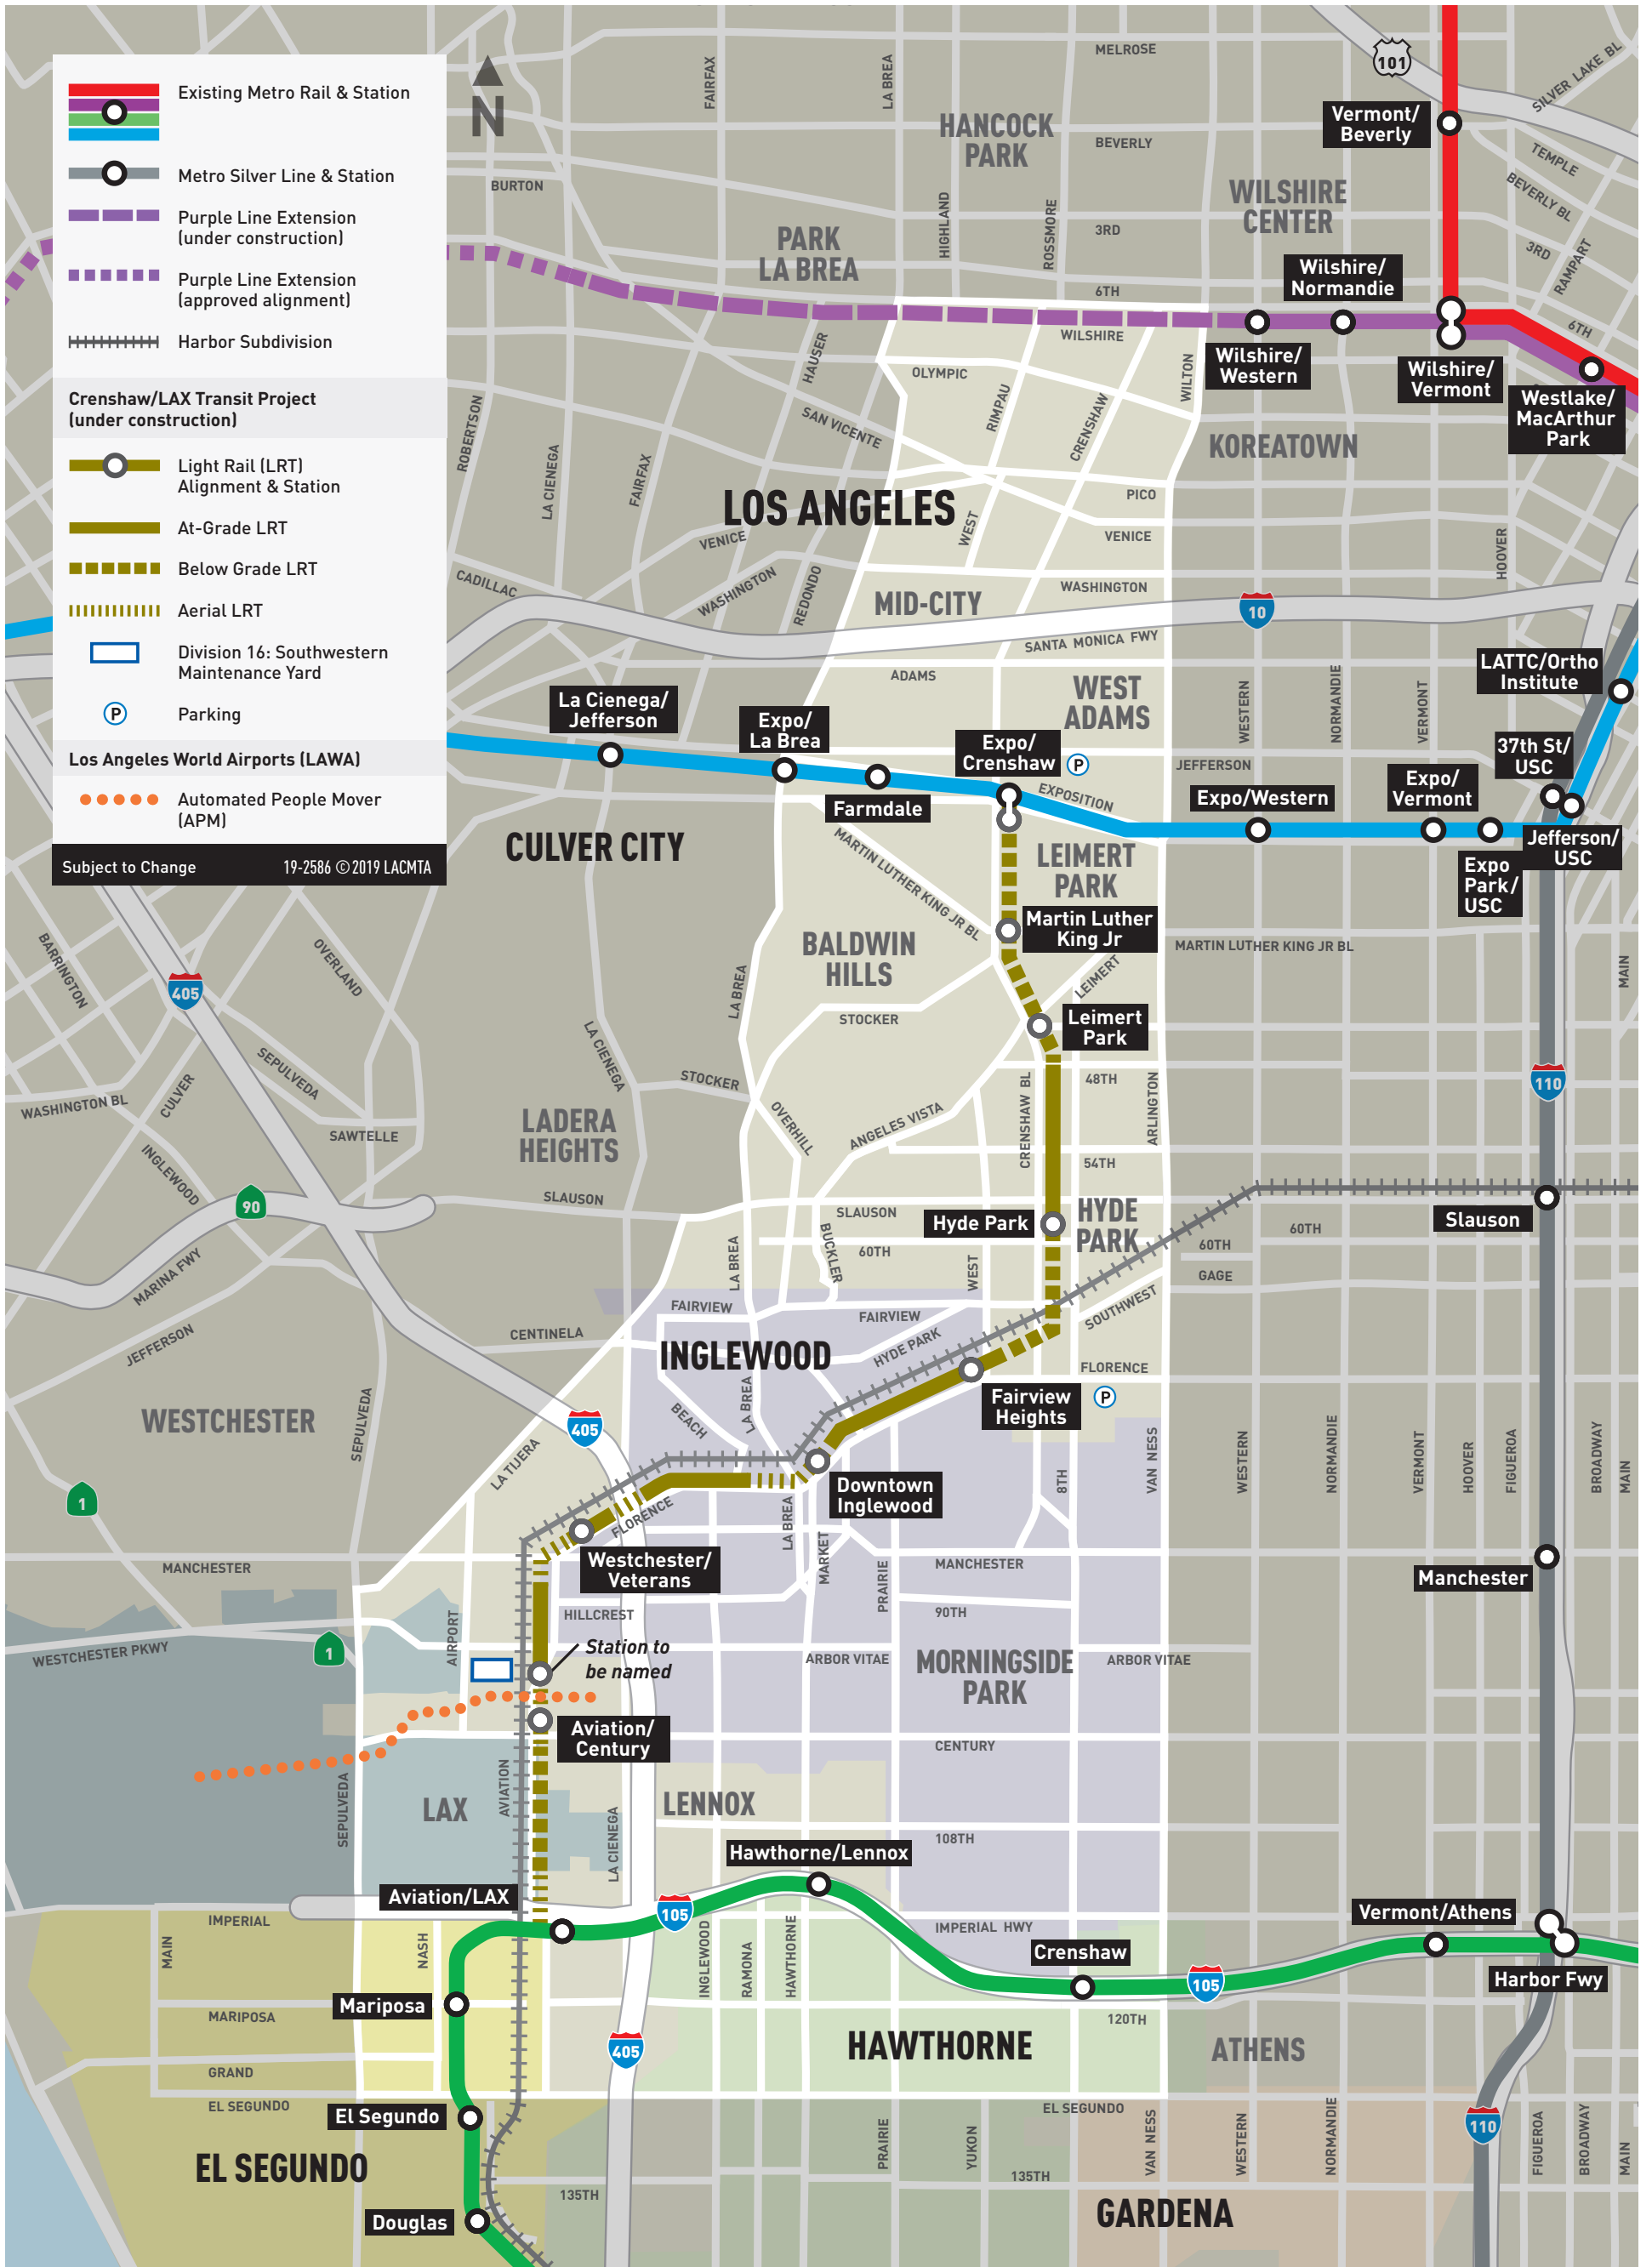 Existing Metro Rail & Station
Metro Silver Line & Station
Purple Line Extension
(under construction)
Purple Line Extension
(approved alignment)
Harbor Subdivision
Crenshaw/LAX Transit Project
(under construction)
Light Rail (LRT)
Alignment & Station
At-Grade LRT
Below Grade LRT
Aerial LRT
Division 16: Southwestern
Maintenance Yard
P
Parking
Los Angeles World Airports (LAWA)
Automated People Mover
(APM)
Subject to Change
19-2586 ©2019 LACMTA
N
FAIRFAX
LA BREA
MELROSE
101
SILVER LAKE BL
HANCOCK
PARK
BEVERLY
Vermont/
Beverly
TEMPLE
BEVERLY BL
BURTON
WILSHIRE
CENTER
HIGHLAND
ROSSMORE
3RD
3RD
RAMPART
PARK
LA BREA
6TH
Wilshire/
Normandie
6TH
WILSHIRE
HAUSER
Wilshire/
Western
Wilshire/
Vermont
Westlake/
MacArthur
Park
OLYMPIC
WILTON
RIMPAU
CRENSHAW
SAN VICENTE
ROBERTSON
LA CIENEGA
FAIRFAX
KOREATOWN
LOS ANGELES
PICO
WEST
VENICE
VENICE
HOOVER
CADILLAC
WASHINGTON
REDONDO
MID-CITY
WASHINGTON
10
SANTA MONICA FWY
ADAMS
WEST
ADAMS
WESTERN
NORMANDIE
VERMONT
LATTC/Ortho
Institute
La Cienega/
Jefferson
Expo/
La Brea
Expo/
Crenshaw
P
JEFFERSON
37th St/
USC
Farmdale
EXPOSITION
Expo/Western
Expo/
Vermont
Jefferson/
USC
Expo
Park/
USC
CULVER CITY
MARTIN LUTHER KING JR BL
LEIMERT
PARK
Martin Luther
King Jr
MARTIN LUTHER KING JR BL
MAIN
BALDWIN
HILLS
LEIMERT
BARRINGTON
OVERLAND
405
LA BREA
STOCKER
Leimert
Park
LA CIENEGA
SEPULVEDA
CULVER
STOCKER
48TH
110
WASHINGTON BL
SAWTELLE
LADERA
HEIGHTS
OVERHILL
ANGELES VISTA
CRENSHAW BL
ARLINGTON
54TH
INGLEWOOD
90
SLAUSON
SLAUSON
Hyde Park
HYDE
PARK
Slauson
60TH
60TH
60TH
BUCKLER
LA BREA
WEST
GAGE
MARINA FWY
FAIRVIEW
FAIRVIEW
SOUTHWEST
JEFFERSON
CENTINELA
INGLEWOOD
HYDE PARK
FLORENCE
Fairview
Heights
P
WESTCHESTER
SEPULVEDA
405
BEACH
LA BREA
LA TIJERA
VAN NESS
WESTERN
NORMANDIE
VERMONT
HOOVER
FIGUEROA
BROADWAY
MAIN
8TH
1
Downtown
Inglewood
FLORENCE
LA BREA
MARKET
PRAIRIE
Westchester/
Veterans
MANCHESTER
MANCHESTER
Manchester
HILLCREST
90TH
AIRPORT
WESTCHESTER PKWY
1
Station to
be named
ARBOR VITAE
ARBOR VITAE
MORNINGSIDE
PARK
Aviation/
Century
CENTURY
SEPULVEDA
AVIATION
LAX
LENNOX
LA CIENEGA
108TH
Hawthorne/Lennox
Aviation/LAX
105
Vermont/Athens
IMPERIAL
IMPERIAL HWY
MAIN
NASH
INGLEWOOD
RAMONA
HAWTHORNE
Crenshaw
105
Harbor Fwy
Mariposa
MARIPOSA
120TH
405
HAWTHORNE
ATHENS
GRAND
EL SEGUNDO
El Segundo
EL SEGUNDO
110
PRAIRIE
YUKON
VAN NESS
WESTERN
NORMANDIE
FIGUEROA
BROADWAY
MAIN
EL SEGUNDO
135TH
135TH
Douglas
GARDENA